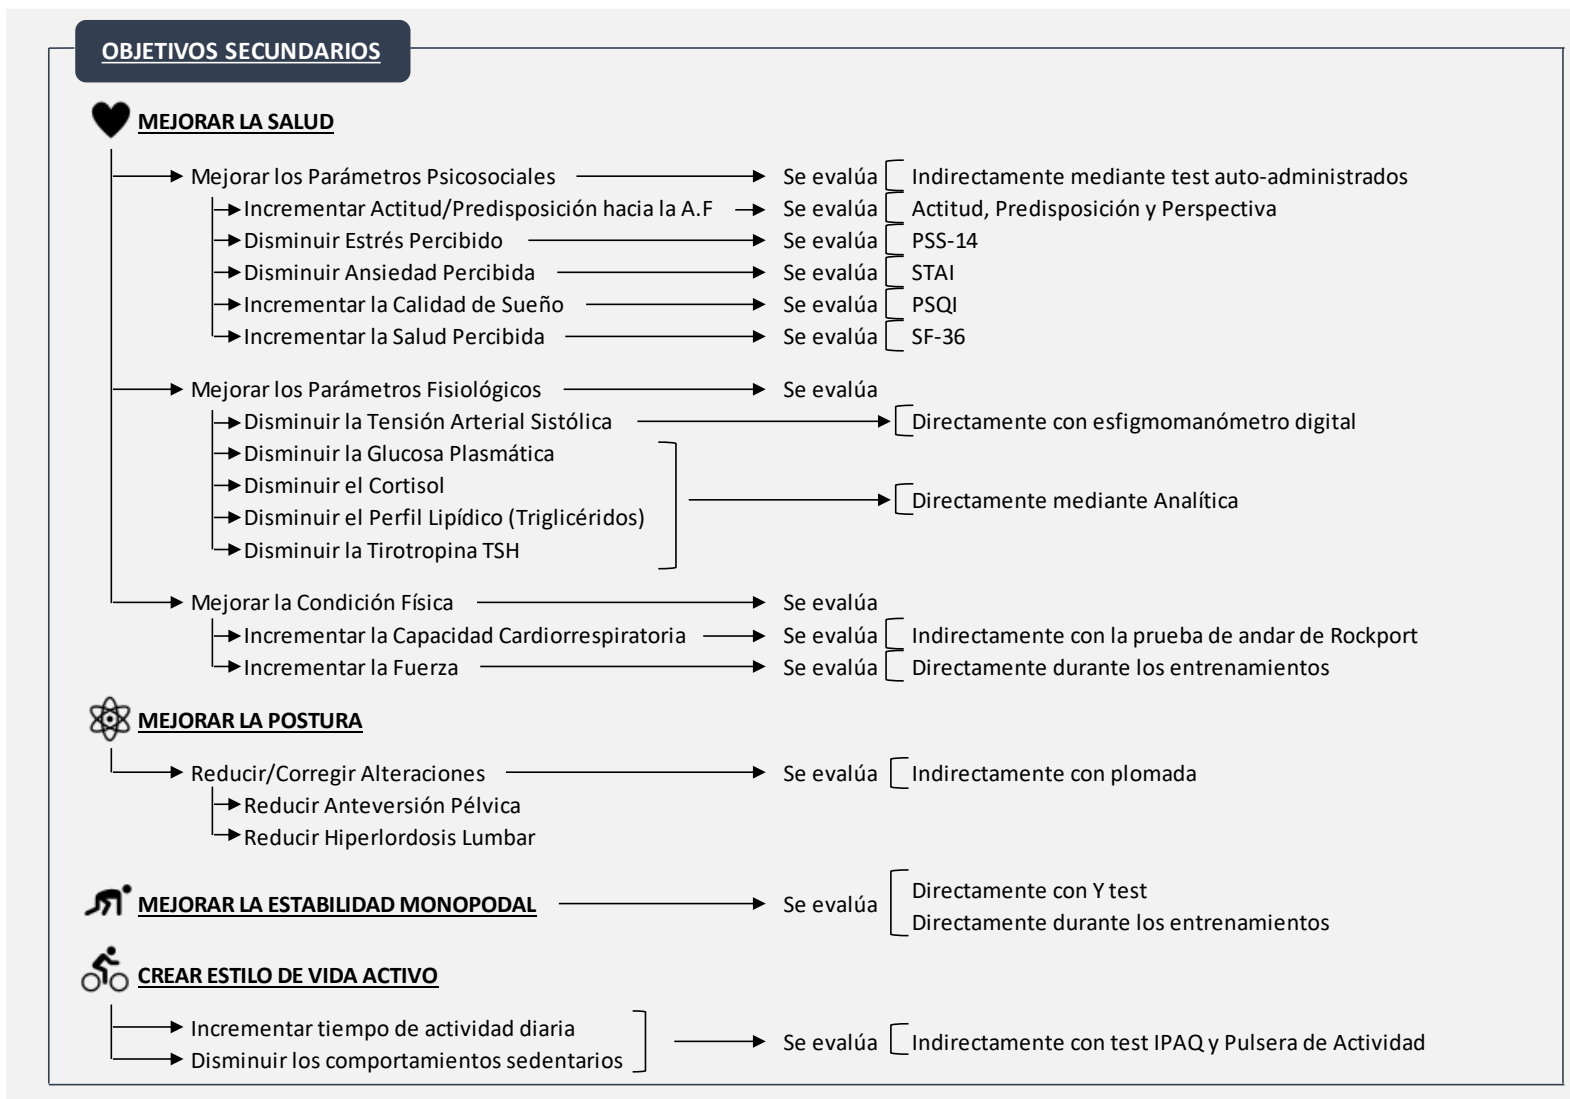 OBJETIVOS SECUNDARIOS
MEJORAR LA SALUD
Mejorar los Parámetros Psicosociales Se evalúa Indirectamente mediante test auto-administrados
Incrementar Actitud/Predisposición hacia la A.F Se evalúa Actitud, Predisposición y Perspectiva
Disminuir Estrés Percibido Se evalúa PSS-14
Disminuir Ansiedad Percibida Se evalúa STAI
Incrementar la Calidad de Sueño Se evalúa PSQI
Incrementar la Salud Percibida Se evalúa SF-36
Mejorar los Parámetros Fisiológicos Se evalúa
Disminuir la Tensión Arterial Sistólica Directamente con esfigmomanómetro digital
Disminuir la Glucosa Plasmática
Disminuir el Cortisol
Directamente mediante Analítica
Disminuir el Perfil Lipídico (Triglicéridos)
Disminuir la Tirotropina TSH
Mejorar la Condición Física Se evalúa
Incrementar la Capacidad Cardiorrespiratoria Se evalúa Indirectamente con la prueba de andar de Rockport
Incrementar la Fuerza Se evalúa Directamente durante los entrenamientos
MEJORAR LA POSTURA
Reducir/Corregir Alteraciones Se evalúa Indirectamente con plomada
Reducir Anteversión Pélvica
Reducir Hiperlordosis Lumbar
MEJORAR LA ESTABILIDAD MONOPODAL Se evalúa Directamente con Y test
Directamente durante los entrenamientos
CREAR ESTILO DE VIDA ACTIVO
Incrementar tiempo de actividad diaria
Disminuir los comportamientos sedentarios
Se evalúa Indirectamente con test IPAQ y Pulsera de Actividad